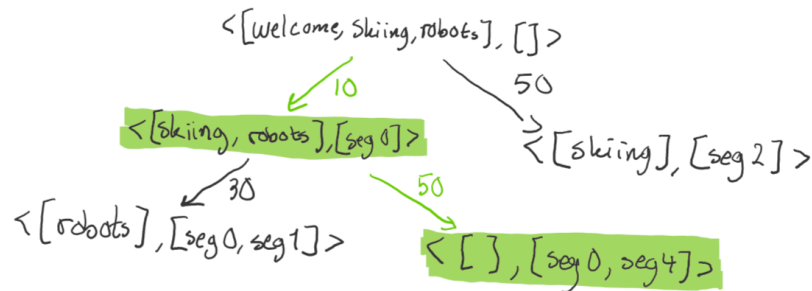 <[welcome, skiing, robots], []>
10
50
<[skiing, robots], [seg 0]>
<[skiing], [seg 2]>
30
50
<[robots], [seg 0, seg 1]>
<[ ], [seg 0, seg 4]>